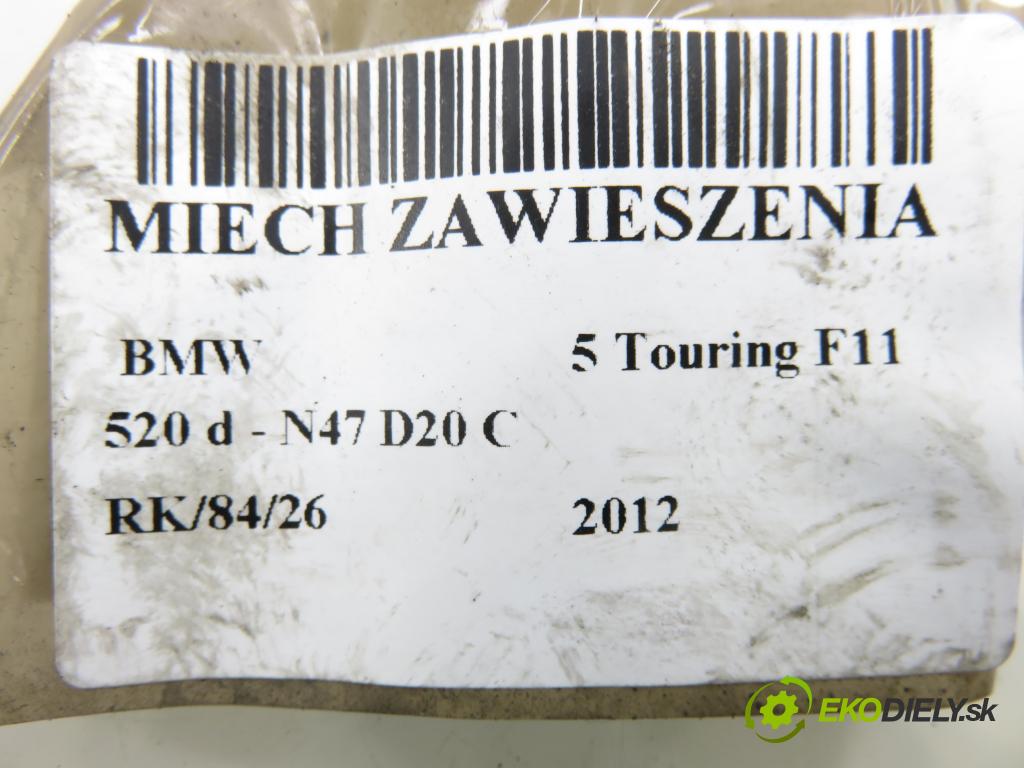 MIECH ZAWIESZENIA
BMW 5 Touring F11
520 d - N47 D20 C
RK/84/26 2012
EKODIELY.sk